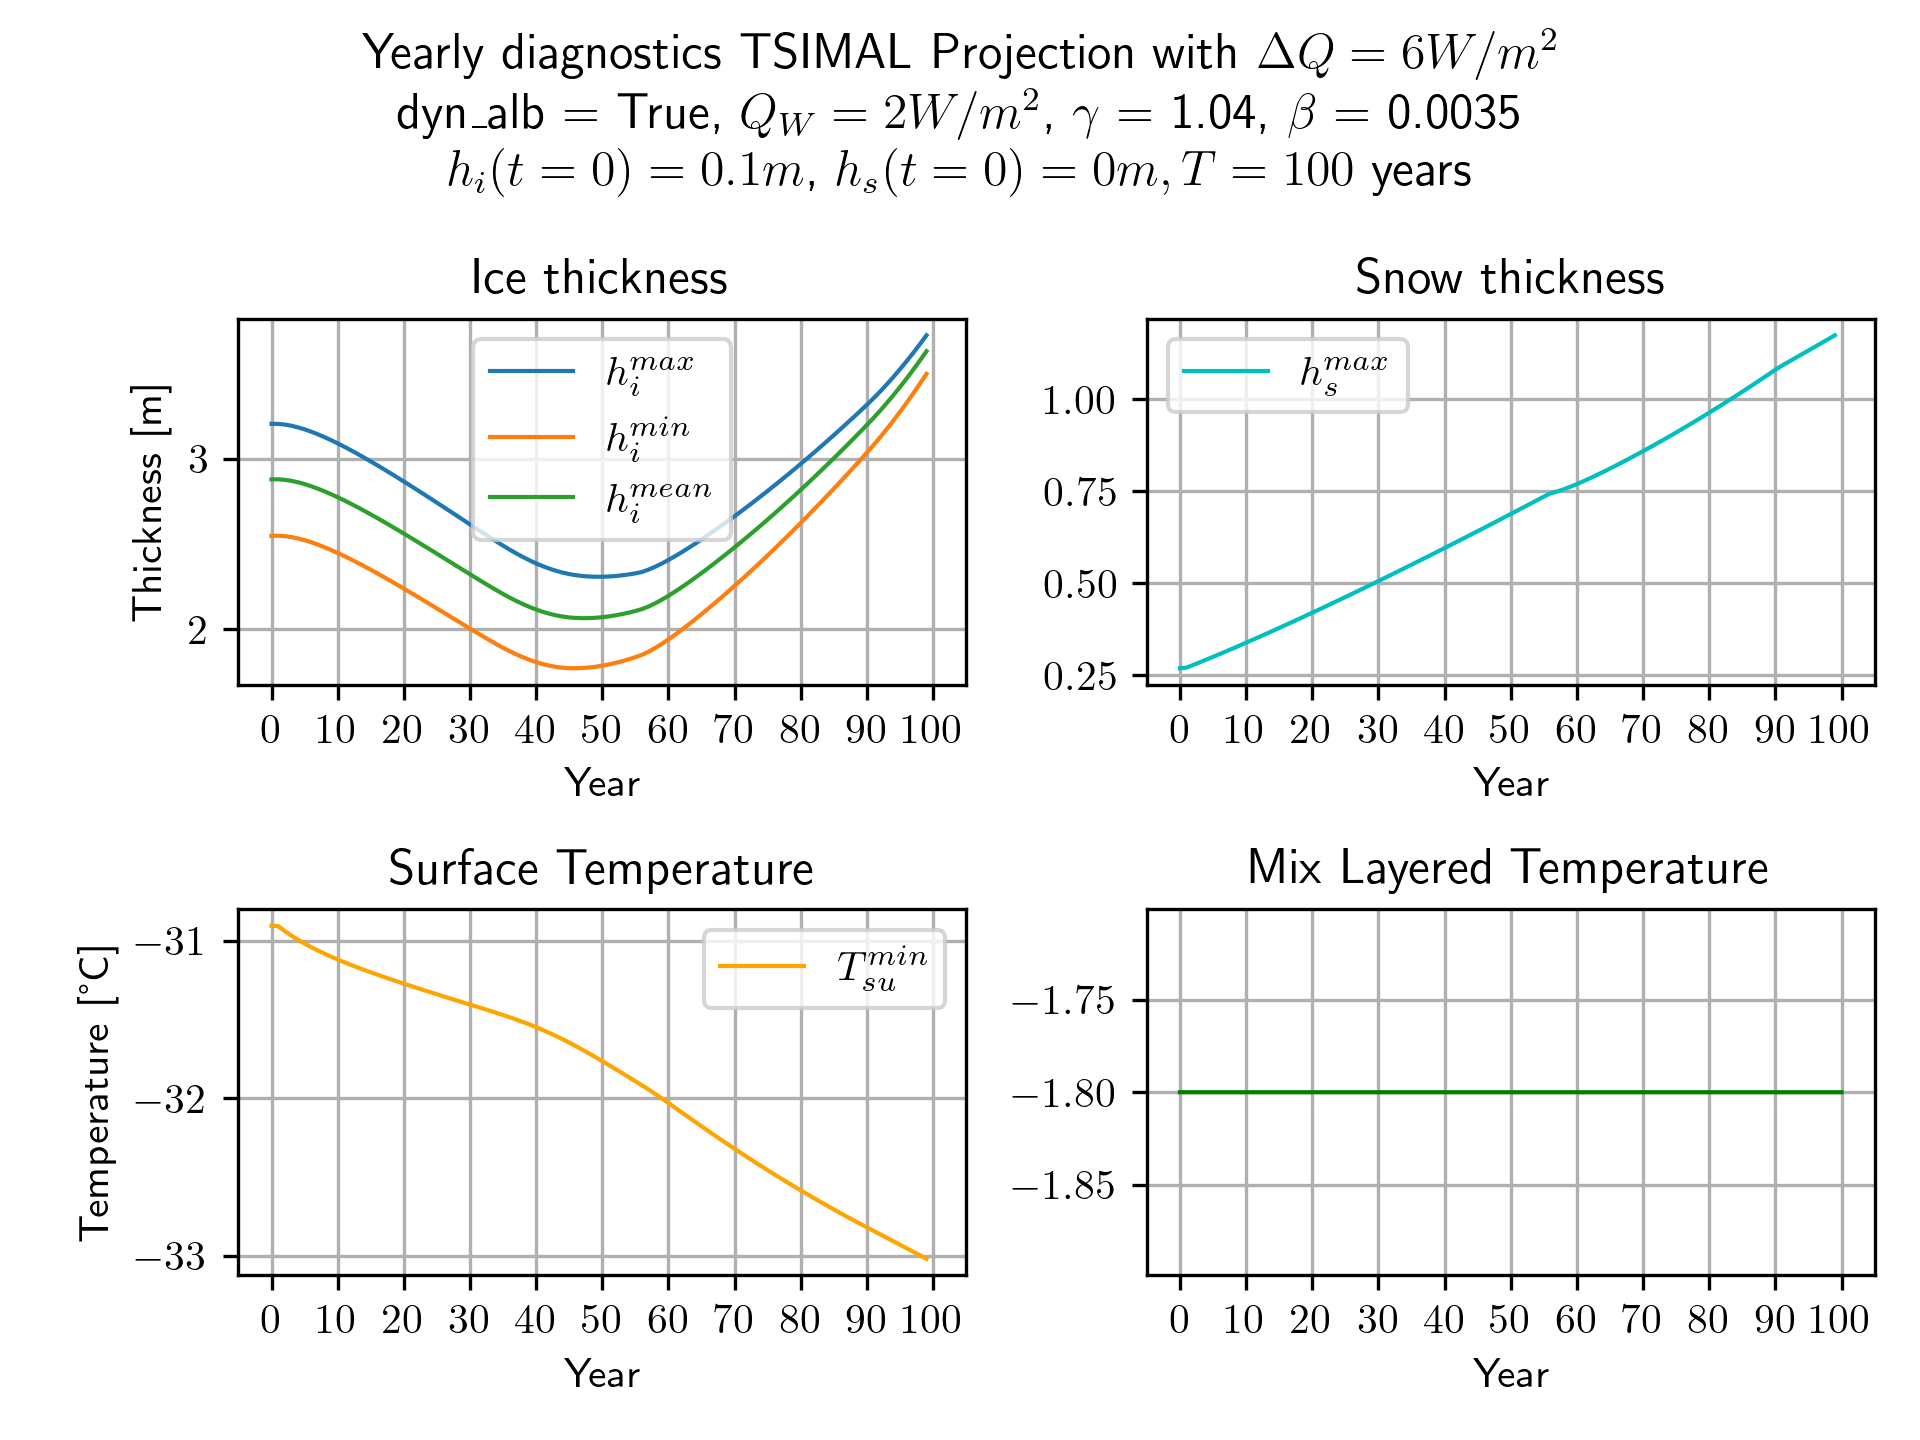 Yearly diagnostics TSIMAL Projection with ΔQ = 6W/m²
dyn_alb = True, Q_W = 2W/m², γ = 1.04, β = 0.0035
h_i(t = 0) = 0.1m, h_s(t = 0) = 0m, T = 100 years
Ice thickness
Thickness [m]
3
2
h_i^max
h_i^min
h_i^mean
0 10 20 30 40 50 60 70 80 90 100
Year
Snow thickness
1.00
0.75
0.50
0.25
h_s^max
0 10 20 30 40 50 60 70 80 90 100
Year
Surface Temperature
Temperature [°C]
−31
−32
−33
T_su^min
0 10 20 30 40 50 60 70 80 90 100
Year
Mix Layered Temperature
−1.75
−1.80
−1.85
0 10 20 30 40 50 60 70 80 90 100
Year